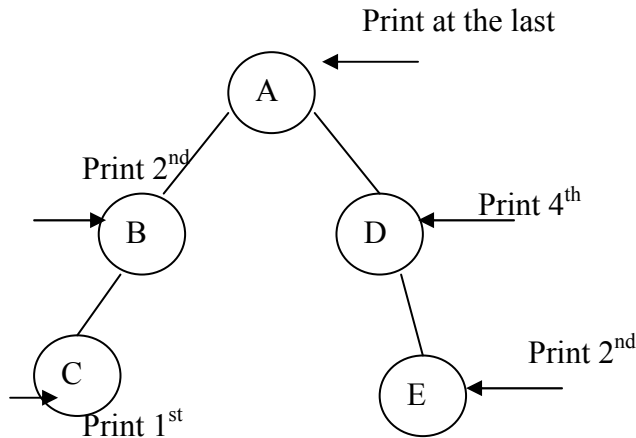 Print at the last
A
Print 2nd
Print 4th
B
D
Print 2nd
C
E
Print 1st